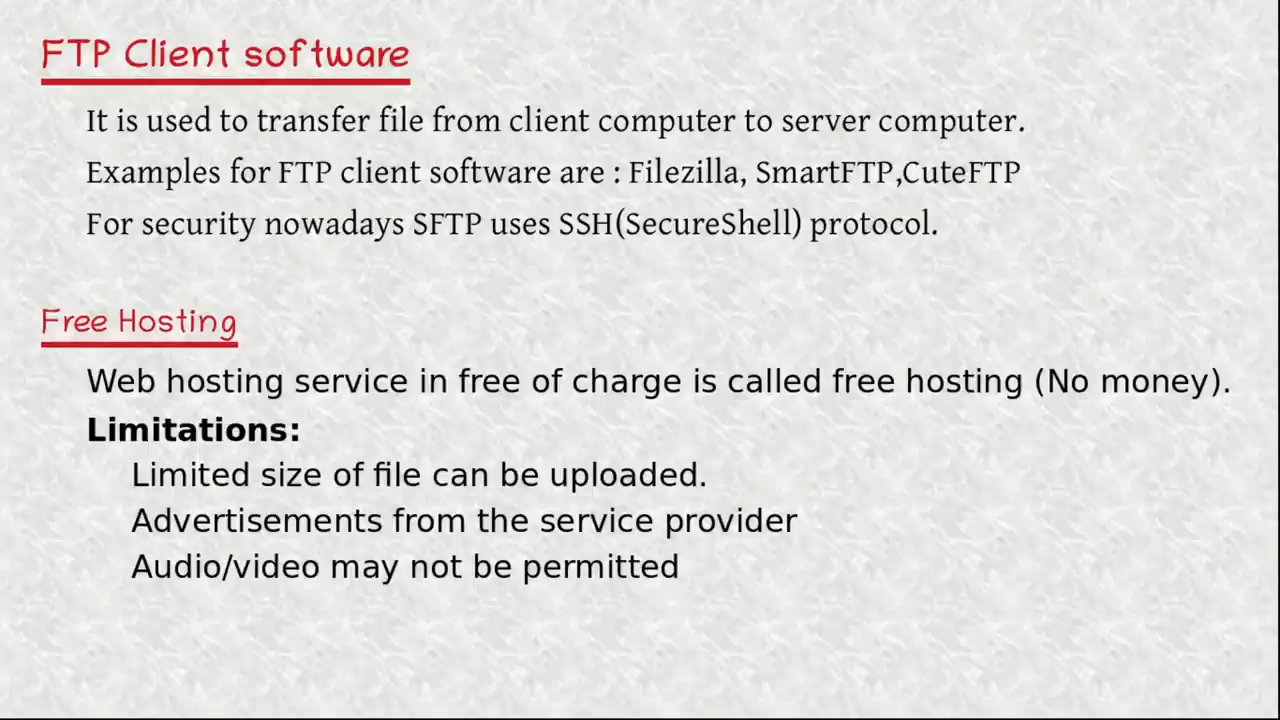 FTP Client software
It is used to transfer file from client computer to server computer.
Examples for FTP client software are : Filezilla, SmartFTP,CuteFTP
For security nowadays SFTP uses SSH(SecureShell) protocol.
Free Hosting
Web hosting service in free of charge is called free hosting (No money).
Limitations:
Limited size of file can be uploaded.
Advertisements from the service provider
Audio/video may not be permitted